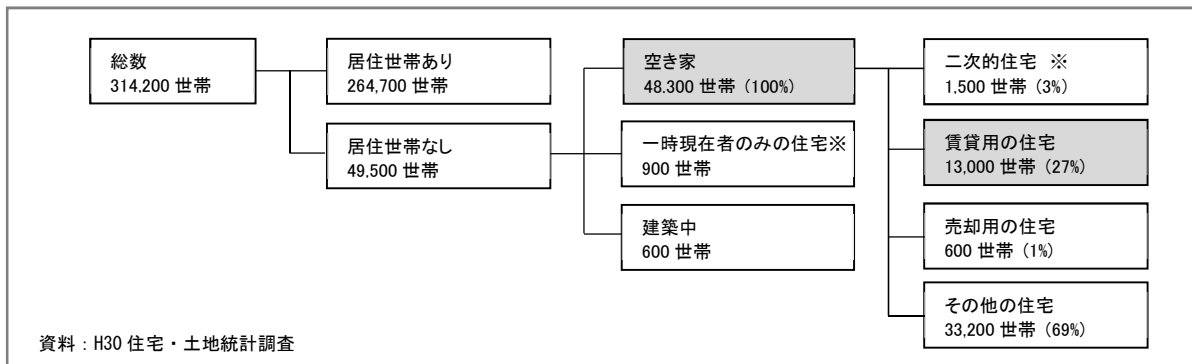 総数
314,200 世帯
居住世帯あり
264,700 世帯
居住世帯なし
49,500 世帯
空き家
48.300 世帯 (100%)
一時現在者のみの住宅※
900 世帯
建築中
600 世帯
二次的住宅 ※
1,500 世帯 (3%)
賃貸用の住宅
13,000 世帯 (27%)
売却用の住宅
600 世帯 (1%)
その他の住宅
33,200 世帯 (69%)
資料：H30 住宅・土地統計調査